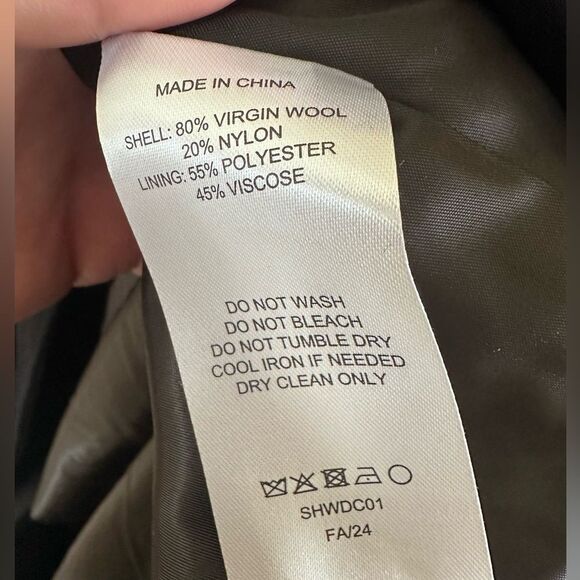 MADE IN CHINA
SHELL: 80% VIRGIN WOOL
20% NYLON
LINING: 55% POLYESTER
45% VISCOSE
DO NOT WASH
DO NOT BLEACH
DO NOT TUMBLE DRY
COOL IRON IF NEEDED
DRY CLEAN ONLY
SHWDC01
FA/24